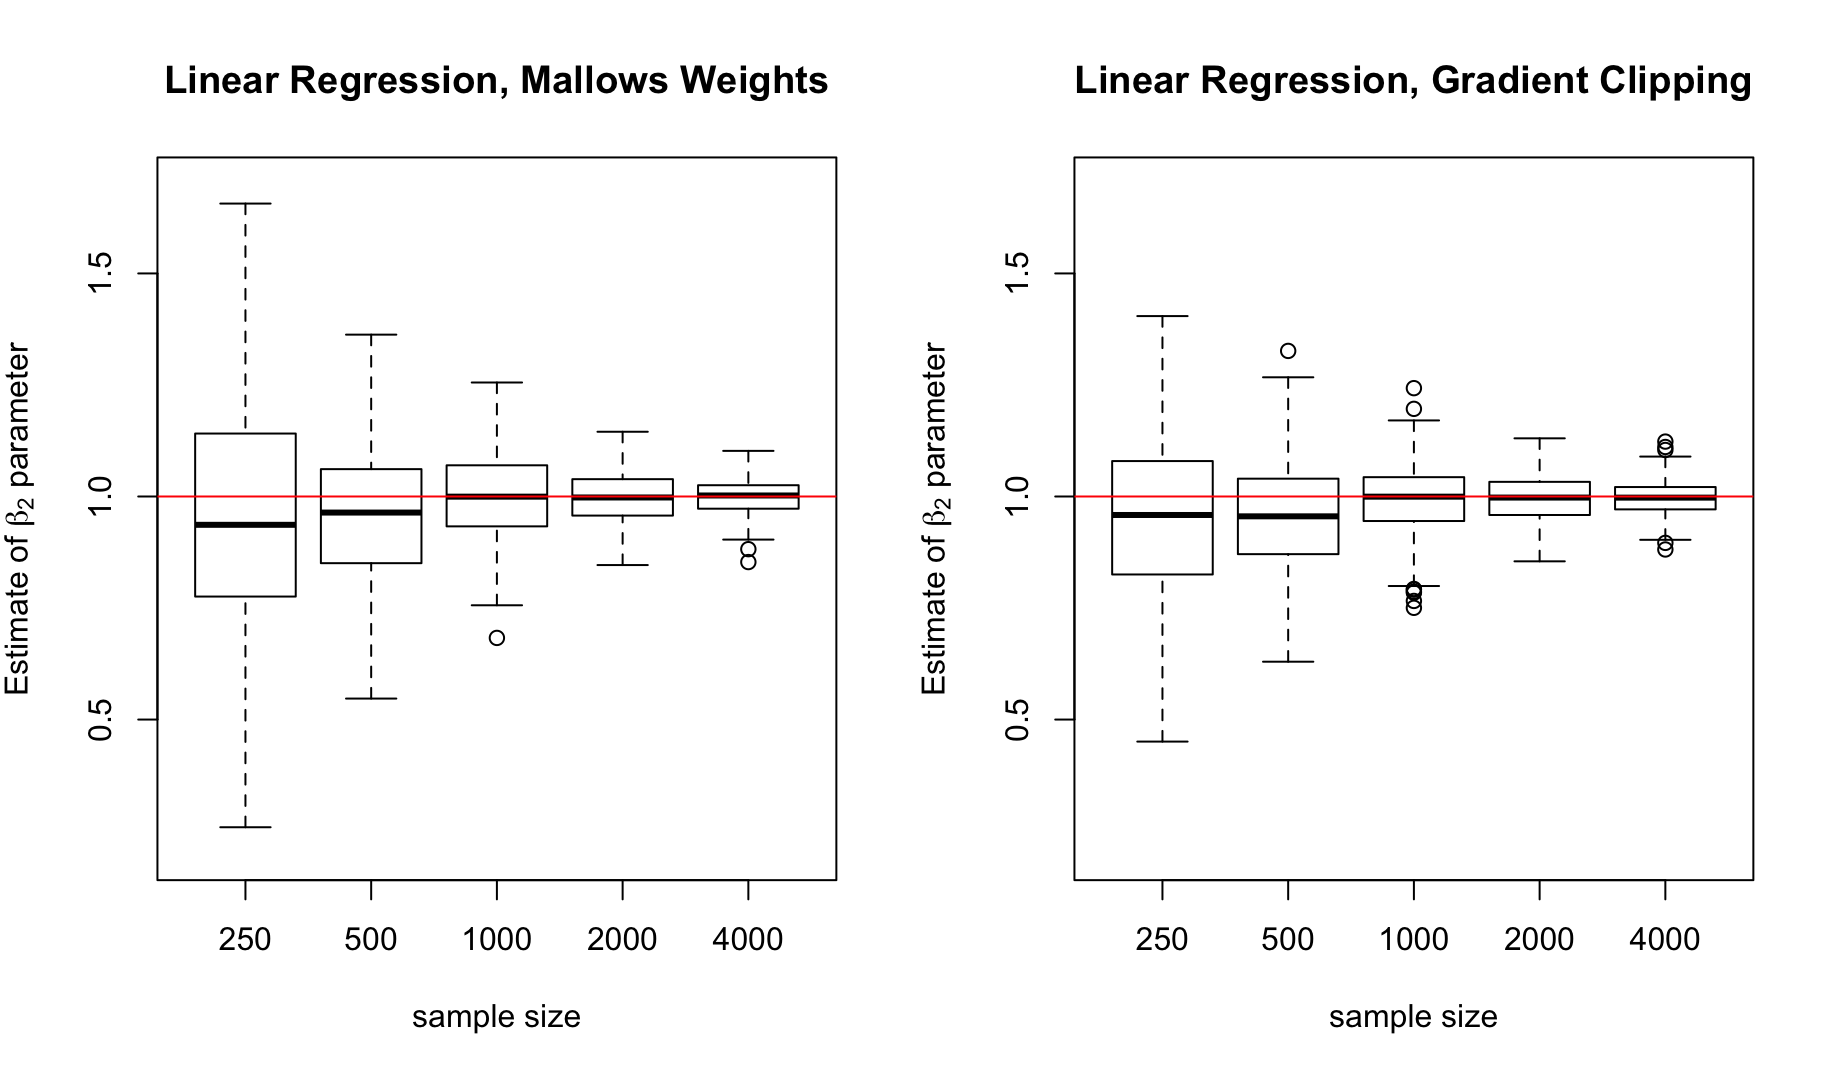 Linear Regression, Mallows Weights
Estimate of β₂ parameter
1.5
1.0
0.5
250 500 1000 2000 4000
sample size
Linear Regression, Gradient Clipping
Estimate of β₂ parameter
1.5
1.0
0.5
250 500 1000 2000 4000
sample size